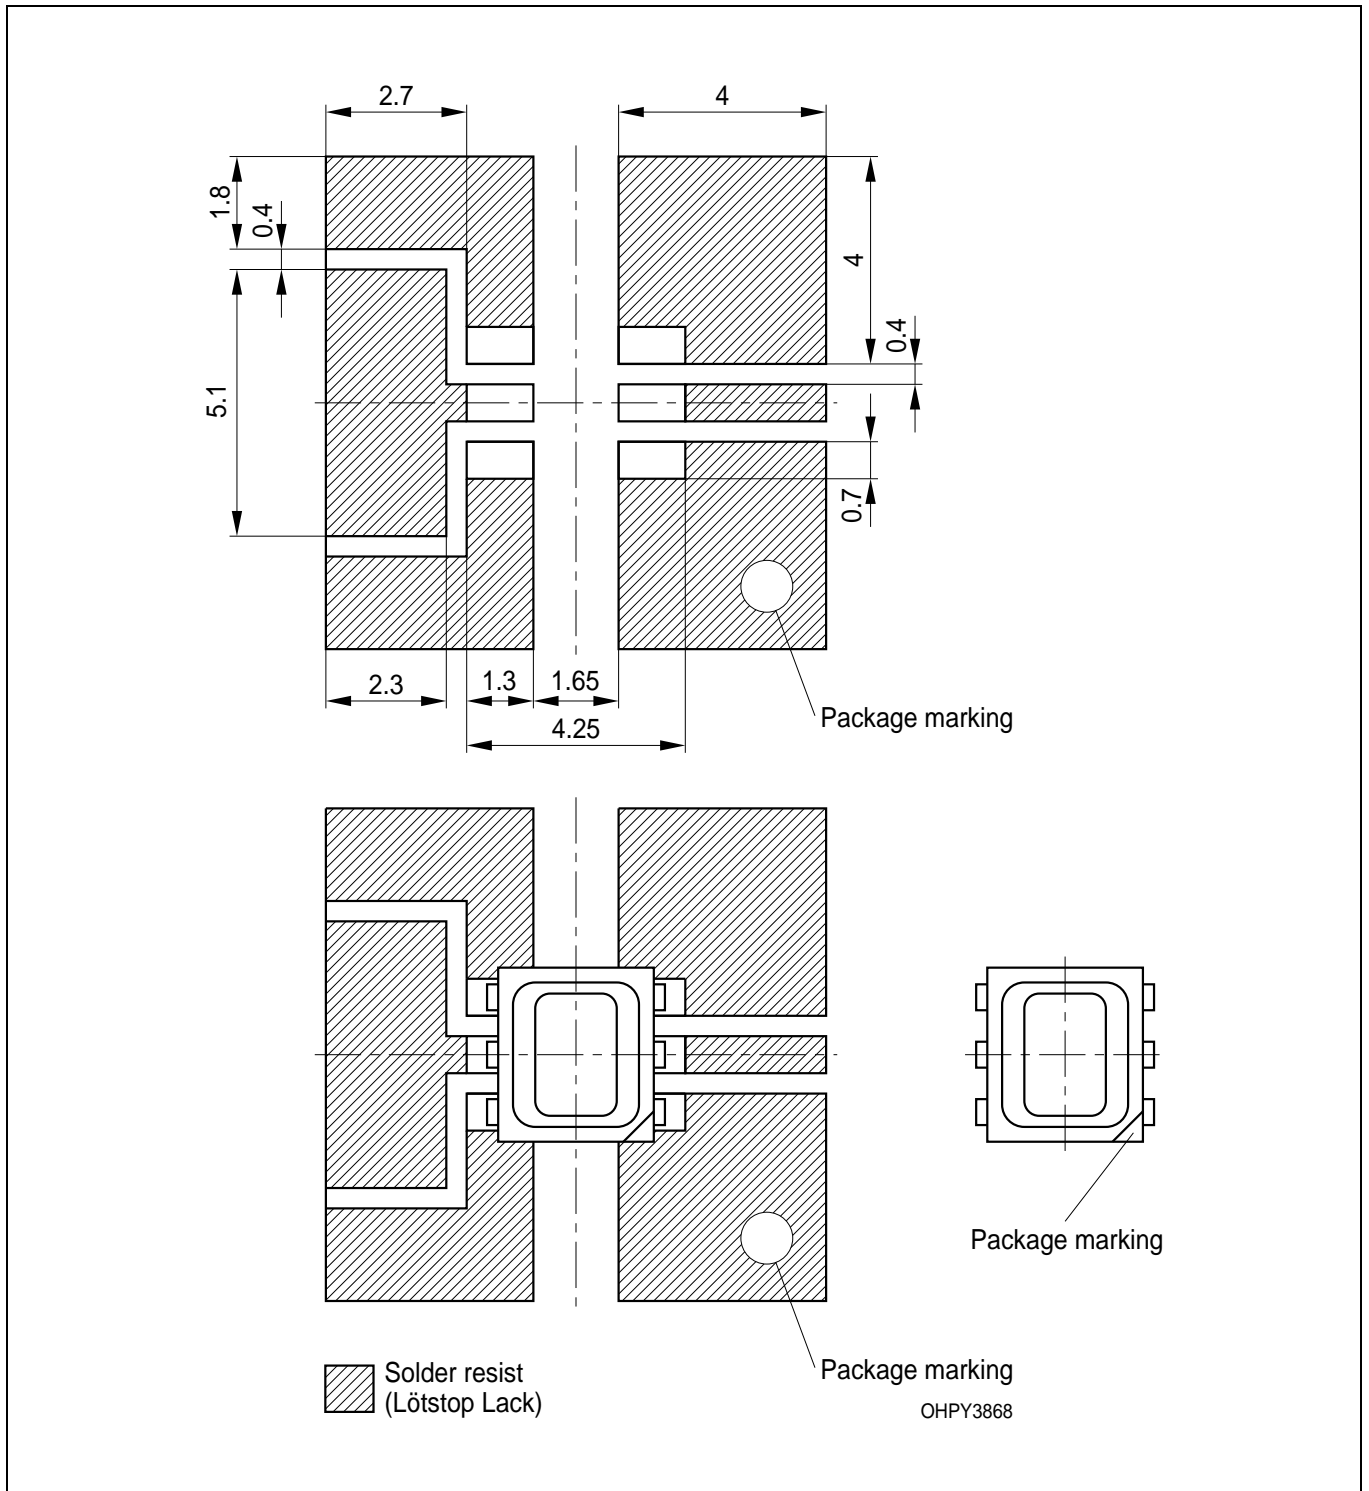 2.7
4
1.8
0.4
4
0.4
5.1
0.7
2.3
1.3
1.65
4.25
Package marking
Package marking
Package marking
Solder resist
(Lötstop Lack)
OHPY3868